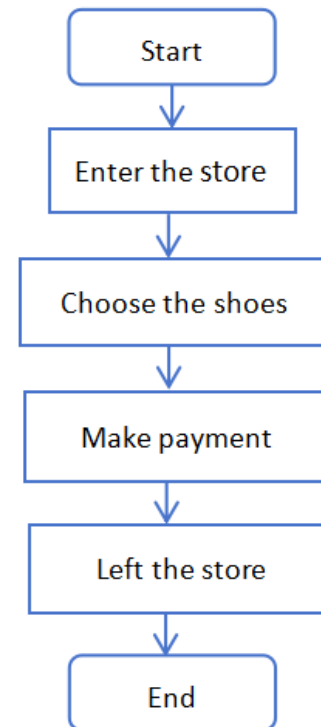 Start
Enter the store
Choose the shoes
Make payment
Left the store
End